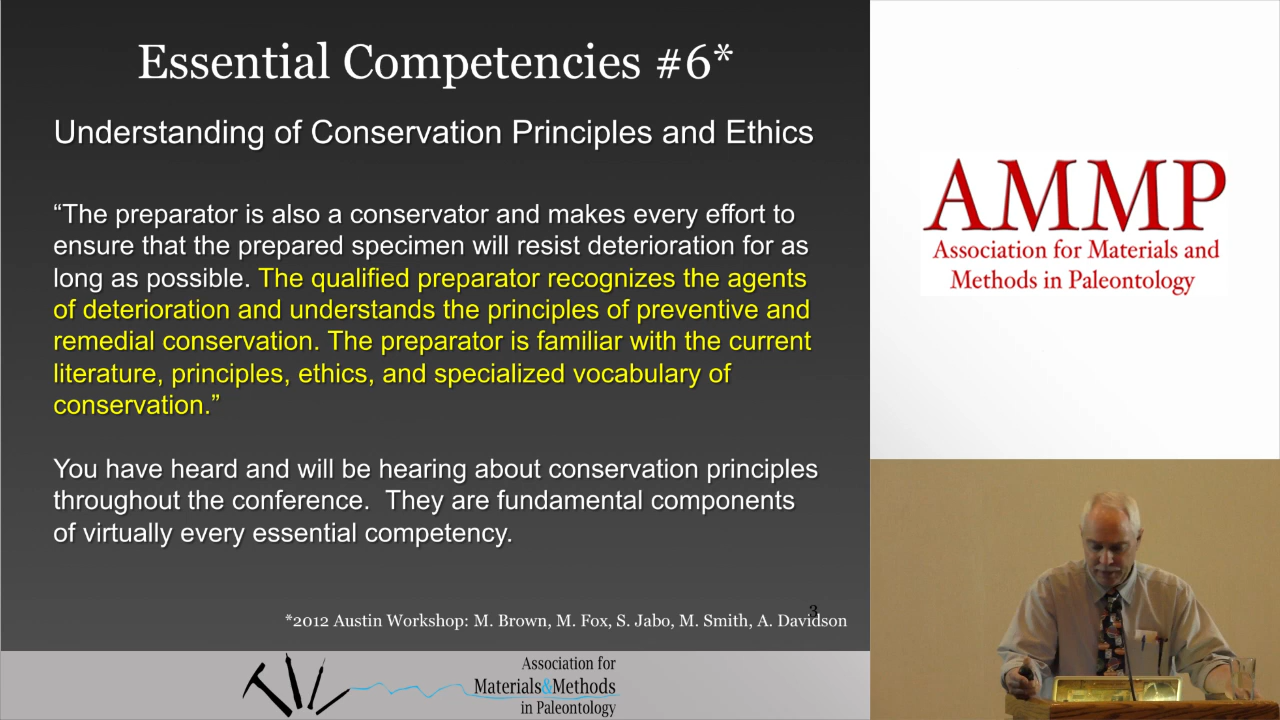 Essential Competencies #6*
Understanding of Conservation Principles and Ethics
“The preparator is also a conservator and makes every effort to
ensure that the prepared specimen will resist deterioration for as
long as possible. The qualified preparator recognizes the agents
of deterioration and understands the principles of preventive and
remedial conservation. The preparator is familiar with the current
literature, principles, ethics, and specialized vocabulary of
conservation.”
You have heard and will be hearing about conservation principles
throughout the conference.  They are fundamental components
of virtually every essential competency.
3
*2012 Austin Workshop: M. Brown, M. Fox, S. Jabo, M. Smith, A. Davidson
Association for
Materials&Methods
in Paleontology
AMMP
Association for Materials and
Methods in Paleontology